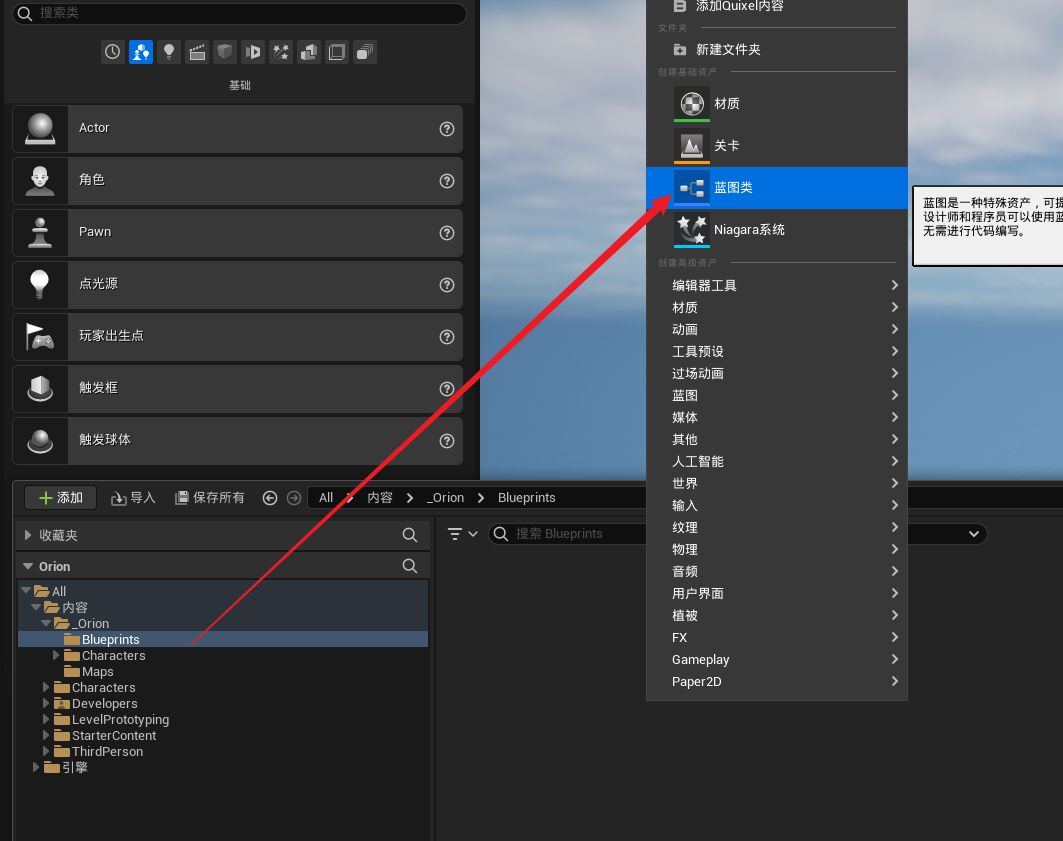 搜索类
基础
Actor
角色
Pawn
点光源
玩家出生点
触发框
触发球体
添加Quixel内容
文件夹
新建文件夹
创建基础资产
材质
关卡
蓝图类
Niagara系统
创建高级资产
编辑器工具
材质
动画
工具预设
过场动画
蓝图
媒体
其他
人工智能
世界
输入
纹理
物理
音频
用户界面
植被
FX
Gameplay
Paper2D
蓝图是一种特殊资产，可提
设计师和程序员可以使用蓝
无需进行代码编写。
添加 导入 保存所有 All 内容 _Orion Blueprints
收藏夹
搜索 Blueprints
Orion
All
内容
_Orion
Blueprints
Characters
Maps
Characters
Developers
LevelPrototyping
StarterContent
ThirdPerson
引擎